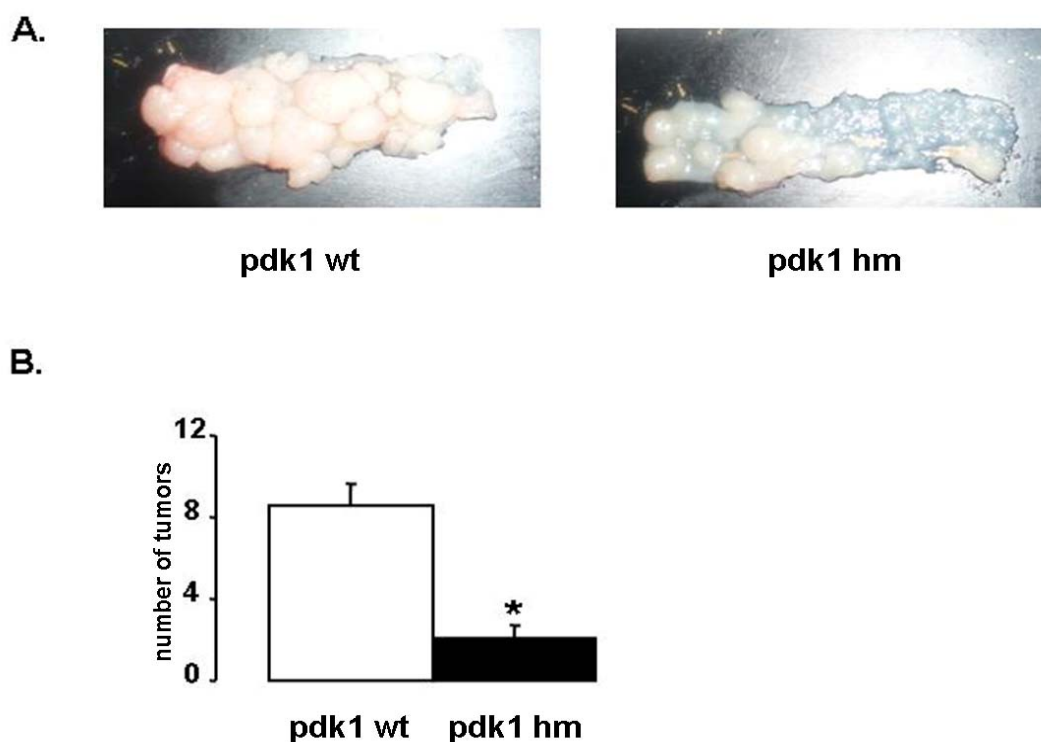 A.
pdk1 wt
pdk1 hm
B.
number of tumors
12
8
4
0
*
pdk1 wt
pdk1 hm